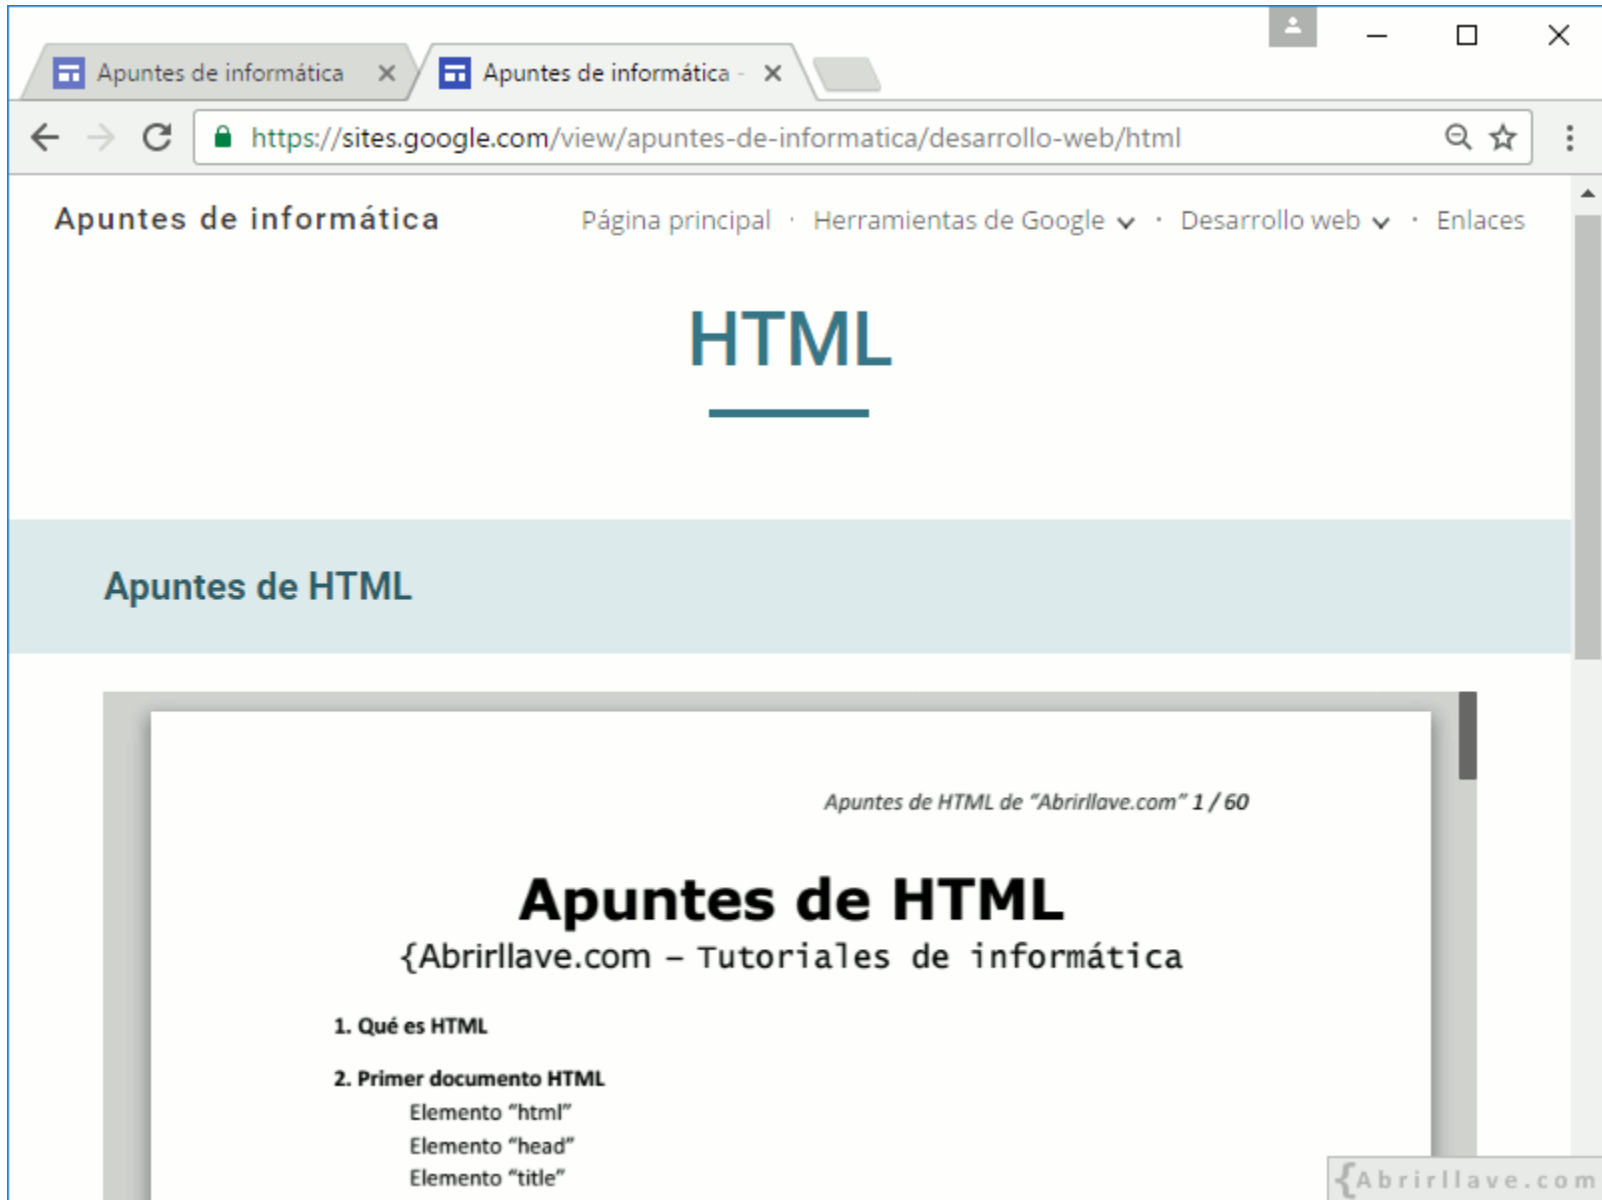 Apuntes de informática
Apuntes de informática -
https://sites.google.com/view/apuntes-de-informatica/desarrollo-web/html
Apuntes de informática
Página principal · Herramientas de Google · Desarrollo web · Enlaces
HTML
Apuntes de HTML
Apuntes de HTML de “Abrirllave.com” 1 / 60
Apuntes de HTML
{Abrirllave.com – Tutoriales de informática
1. Qué es HTML
2. Primer documento HTML
Elemento “html”
Elemento “head”
Elemento “title”
{Abrirllave.com